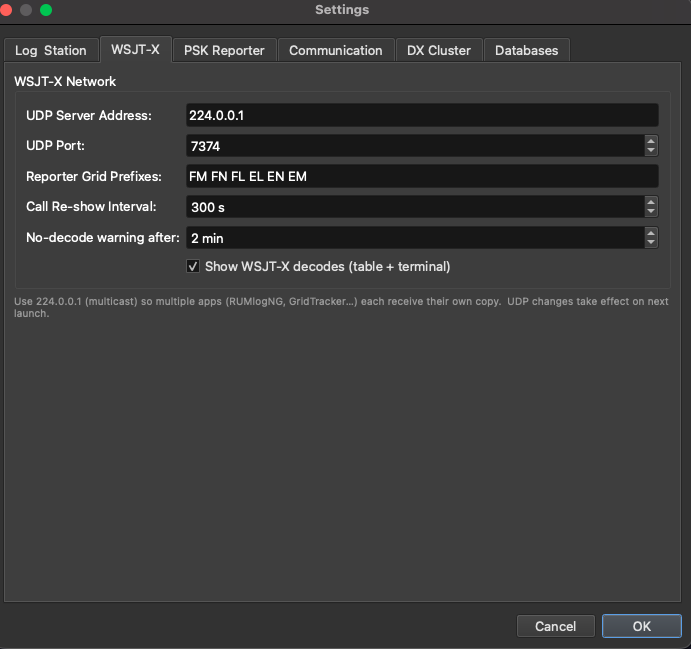 Settings
Log Station WSJT-X PSK Reporter Communication DX Cluster Databases
WSJT-X Network
UDP Server Address: 224.0.0.1
UDP Port: 7374
Reporter Grid Prefixes: FM FN FL EL EN EM
Call Re-show Interval: 300 s
No-decode warning after: 2 min
Show WSJT-X decodes (table + terminal)
Use 224.0.0.1 (multicast) so multiple apps (RUMlogNG, GridTracker…) each receive their own copy. UDP changes take effect on next
launch.
Cancel OK